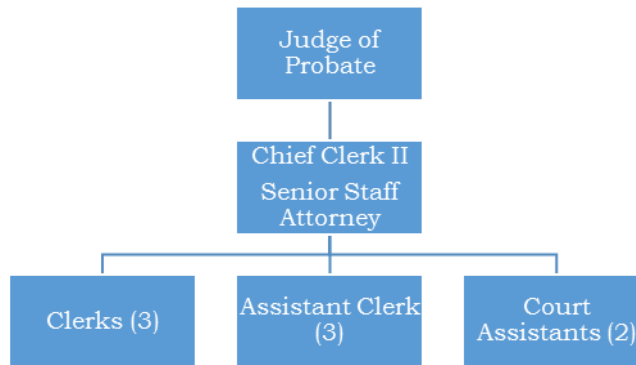 Judge of
Probate
Chief Clerk II
Senior Staff
Attorney
Clerks (3)
Assistant Clerk
(3)
Court
Assistants (2)